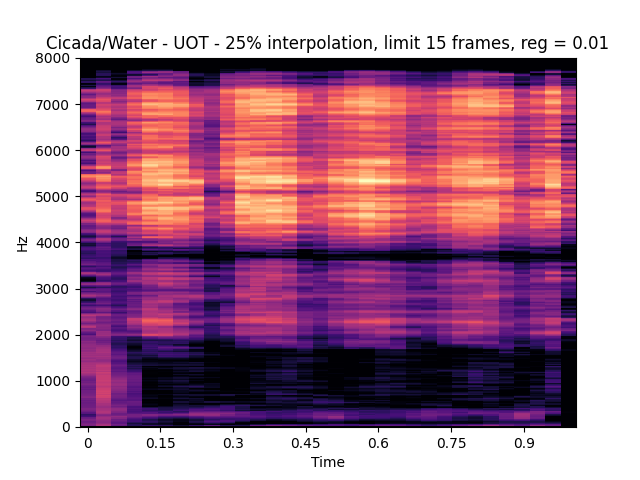 Cicada/Water - UOT - 25% interpolation, limit 15 frames, reg = 0.01
8000
7000
6000
5000
4000
3000
2000
1000
0
Hz
0 0.15 0.3 0.45 0.6 0.75 0.9
Time